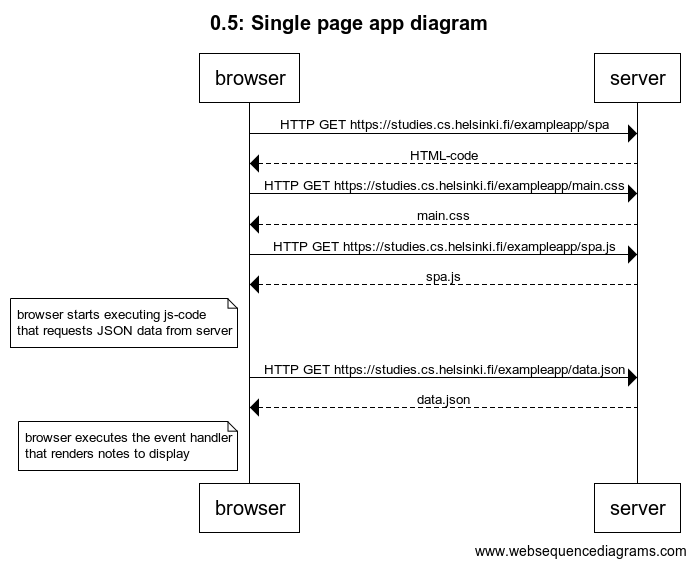 0.5: Single page app diagram
browser
server
HTTP GET https://studies.cs.helsinki.fi/exampleapp/spa
HTML-code
HTTP GET https://studies.cs.helsinki.fi/exampleapp/main.css
main.css
HTTP GET https://studies.cs.helsinki.fi/exampleapp/spa.js
spa.js
browser starts executing js-code
that requests JSON data from server
HTTP GET https://studies.cs.helsinki.fi/exampleapp/data.json
data.json
browser executes the event handler
that renders notes to display
browser
server
www.websequencediagrams.com